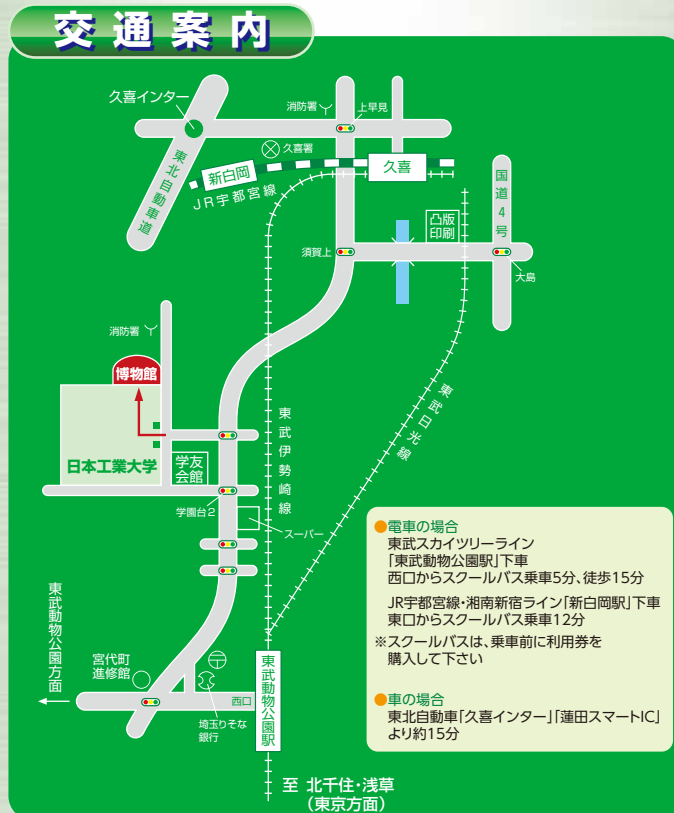 交通案内
久喜インター
消防署
上早見
久喜署
東北自動車道
新白岡
久喜
JR宇都宮線
国道4号
凸版
印刷
須賀上
大島
消防署
博物館
東武伊勢崎線
東武日光線
日本工業大学
学友
会館
学園台2
スーパー
●電車の場合
東武スカイツリーライン
「東武動物公園駅」下車
西口からスクールバス乗車5分、徒歩15分
JR宇都宮線・湘南新宿ライン「新白岡駅」下車
東口からスクールバス乗車12分
※スクールバスは、乗車前に利用券を
購入して下さい
●車の場合
東北自動車「久喜インター」「蓮田スマートIC」
より約15分
東武動物公園方面
宮代町
進修館
西口
埼玉りそな
銀行
東武動物公園駅
至 北千住・浅草
(東京方面)